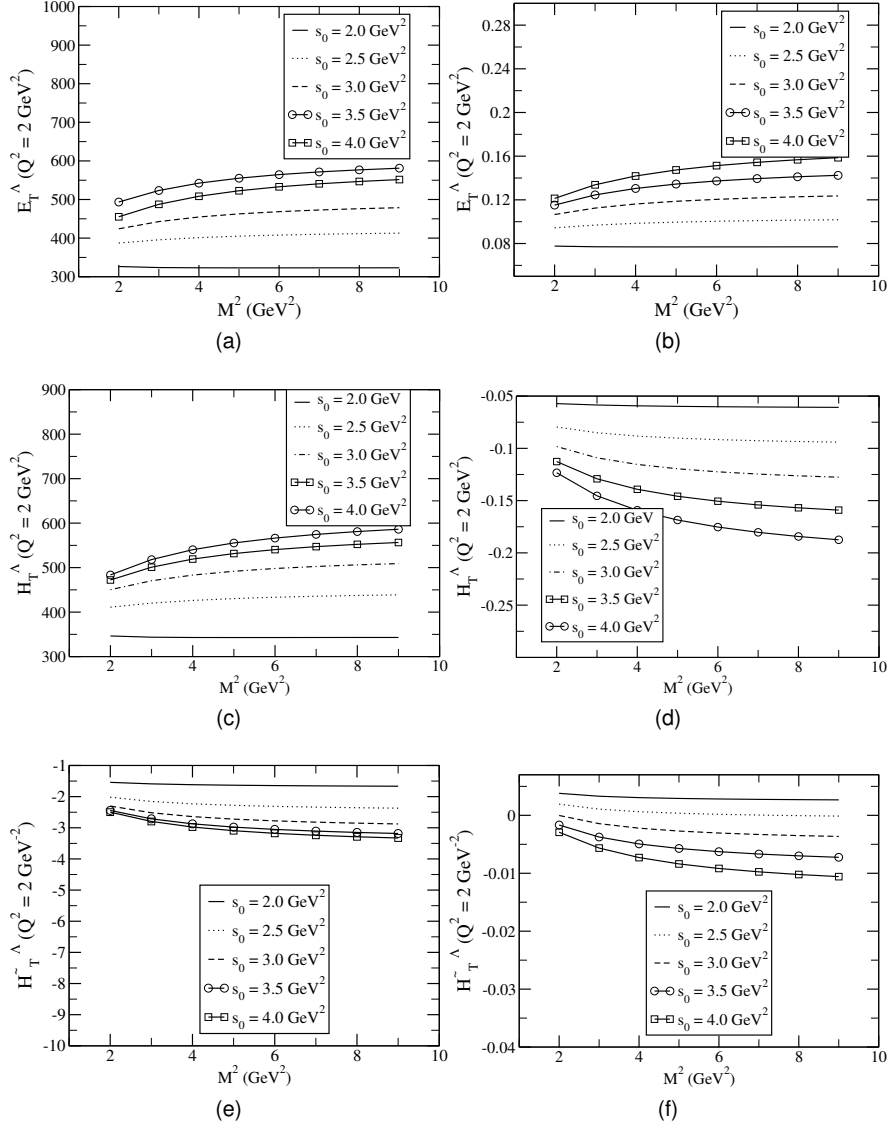 1000
900
800
700
600
500
400
300
E_T^Λ (Q² = 2 GeV²)
s₀ = 2.0 GeV²
s₀ = 2.5 GeV²
s₀ = 3.0 GeV²
s₀ = 3.5 GeV²
s₀ = 4.0 GeV²
2 4 6 8 10
M² (GeV²)
(a)
0.28
0.24
0.2
0.16
0.12
0.08
E_T^Λ (Q² = 2 GeV²)
s₀ = 2.0 GeV²
s₀ = 2.5 GeV²
s₀ = 3.0 GeV²
s₀ = 3.5 GeV²
s₀ = 4.0 GeV²
2 4 6 8 10
M² (GeV²)
(b)
900
800
700
600
500
400
300
H_T^Λ (Q² = 2 GeV²)
s₀ = 2.0 GeV
s₀ = 2.5 GeV²
s₀ = 3.0 GeV²
s₀ = 3.5 GeV²
s₀ = 4.0 GeV²
2 4 6 8 10
M² (GeV²)
(c)
-0.05
-0.1
-0.15
-0.2
-0.25
H_T^Λ (Q² = 2 GeV²)
s₀ = 2.0 GeV
s₀ = 2.5 GeV²
s₀ = 3.0 GeV²
s₀ = 3.5 GeV²
s₀ = 4.0 GeV²
2 4 6 8 10
M² (GeV²)
(d)
-1
-2
-3
-4
-5
-6
-7
-8
-9
-10
H˜_T^Λ (Q² = 2 GeV⁻²)
s₀ = 2.0 GeV²
s₀ = 2.5 GeV²
s₀ = 3.0 GeV²
s₀ = 3.5 GeV²
s₀ = 4.0 GeV²
2 4 6 8 10
M² (GeV²)
(e)
0
-0.01
-0.02
-0.03
-0.04
H˜_T^Λ (Q² = 2 GeV⁻²)
s₀ = 2.0 GeV²
s₀ = 2.5 GeV²
s₀ = 3.0 GeV²
s₀ = 3.5 GeV²
s₀ = 4.0 GeV²
2 4 6 8 10
M² (GeV²)
(f)